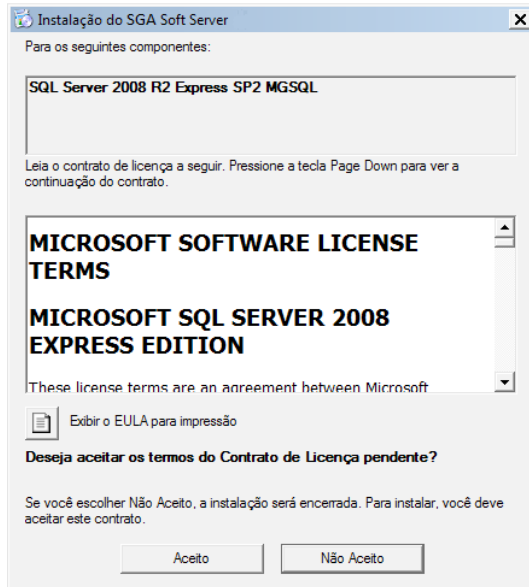 Instalação do SGA Soft Server
Para os seguintes componentes:
SQL Server 2008 R2 Express SP2 MGSQL
Leia o contrato de licença a seguir. Pressione a tecla Page Down para ver a
continuação do contrato.
MICROSOFT SOFTWARE LICENSE
TERMS
MICROSOFT SQL SERVER 2008
EXPRESS EDITION
These license terms are an agreement between Microsoft
Exibir o EULA para impressão
Deseja aceitar os termos do Contrato de Licença pendente?
Se você escolher Não Aceito, a instalação será encerrada. Para instalar, você deve
aceitar este contrato.
Aceito
Não Aceito